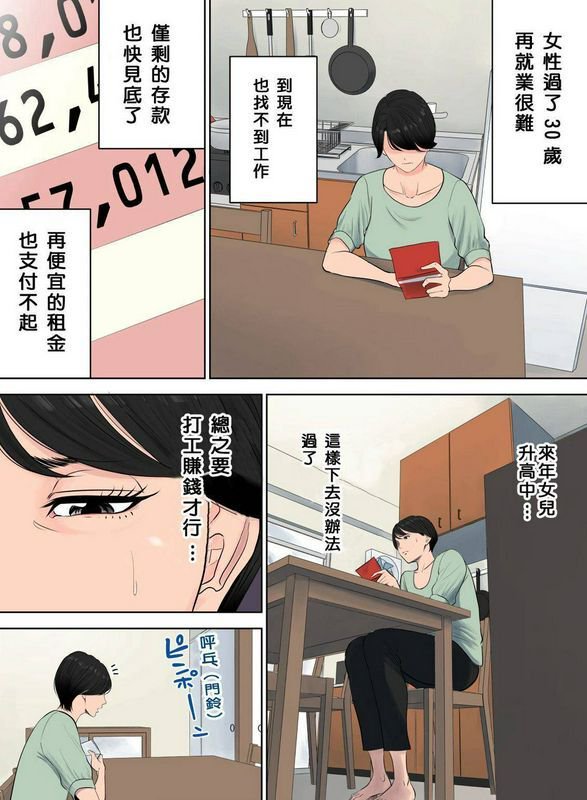 女性過了30歲
再就業很難
到現在
也找不到工作
僅剩的存款
也快見底了
8,01
62,4
57,012
再便宜的租金
也支付不起
來年女兒
升高中…
這樣下去沒辦法
過了
總之要
打工賺錢才行…
呼乓（門鈴）
ピンポーン